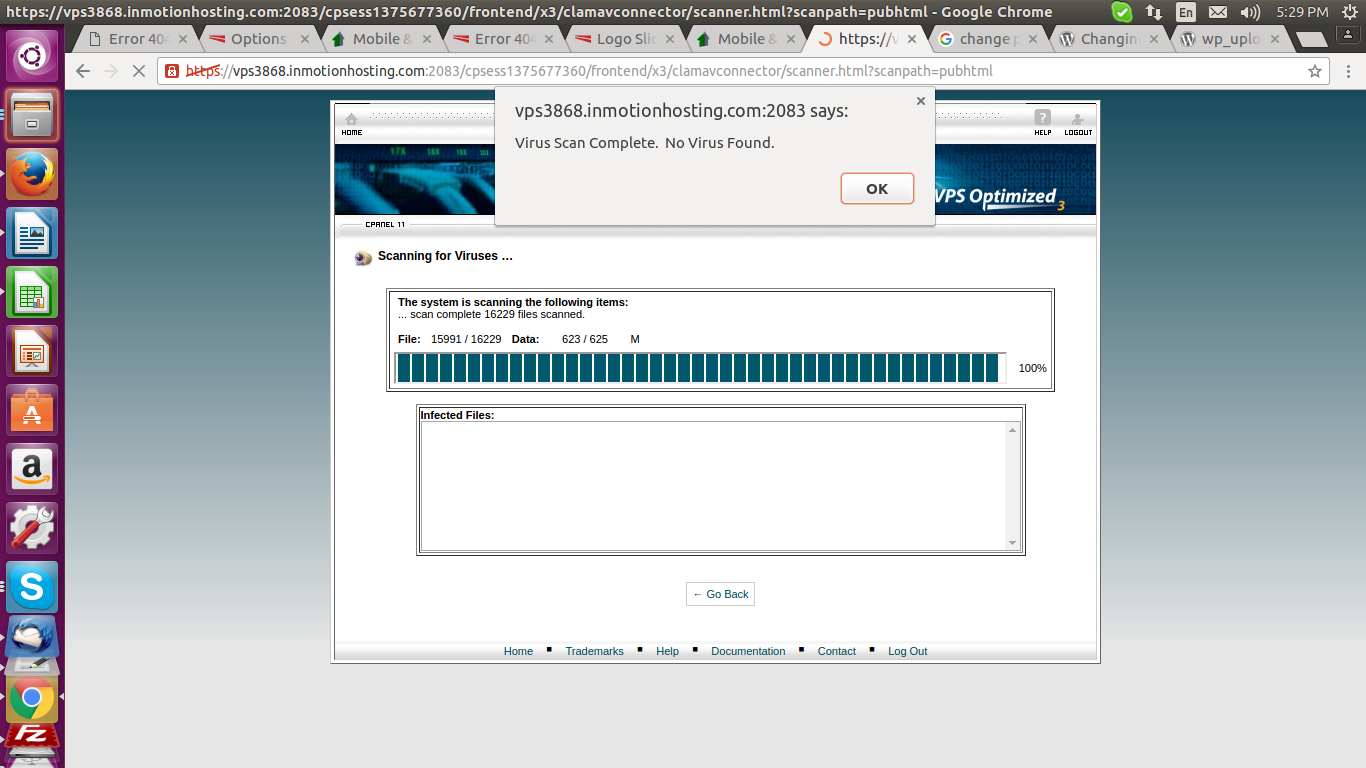 https://vps3868.inmotionhosting.com:2083/cpsess1375677360/frontend/x3/clamavconnector/scanner.html?scanpath=pubhtml - Google Chrome
En
5:29 PM
Error 404
Options
Mobile &
Error 404
Logo Slid
Mobile &
https://v
change p
Changin
wp_uplo
https://vps3868.inmotionhosting.com:2083/cpsess1375677360/frontend/x3/clamavconnector/scanner.html?scanpath=pubhtml
vps3868.inmotionhosting.com:2083 says:
Virus Scan Complete.  No Virus Found.
OK
HOME
HELP
LOGOUT
VPS Optimized 3
CPANEL 11
Scanning for Viruses ...
The system is scanning the following items:
... scan complete 16229 files scanned.
File: 15991 / 16229 Data: 623 / 625 M
100%
Infected Files:
← Go Back
Home ■ Trademarks ■ Help ■ Documentation ■ Contact ■ Log Out